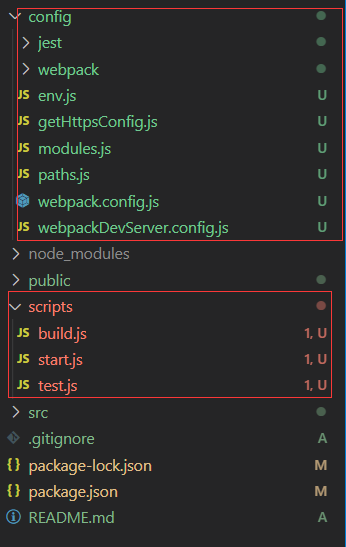 config
jest
webpack
JS env.js U
JS getHttpsConfig.js U
JS modules.js U
JS paths.js U
webpack.config.js U
JS webpackDevServer.config.js U
node_modules
public
scripts
JS build.js 1, U
JS start.js 1, U
JS test.js 1, U
src
.gitignore A
{} package-lock.json M
{} package.json M
README.md A